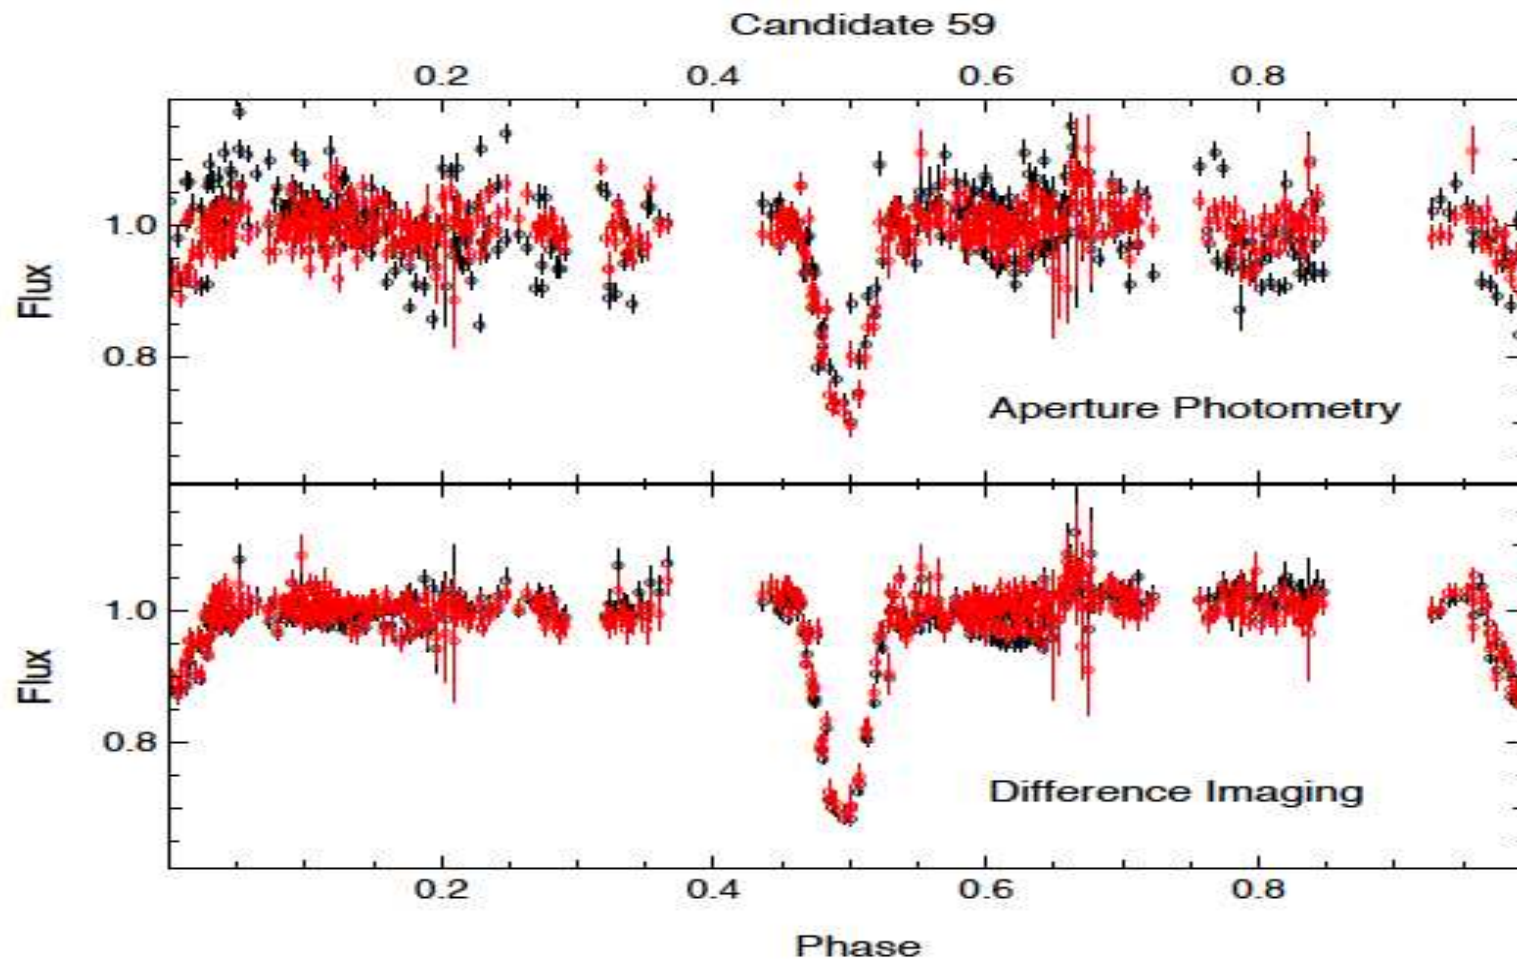 Candidate 59
0.2 0.4 0.6 0.8
1.0
Flux
0.8
Aperture Photometry
1.0
Flux
0.8
Difference Imaging
0.2 0.4 0.6 0.8
Phase